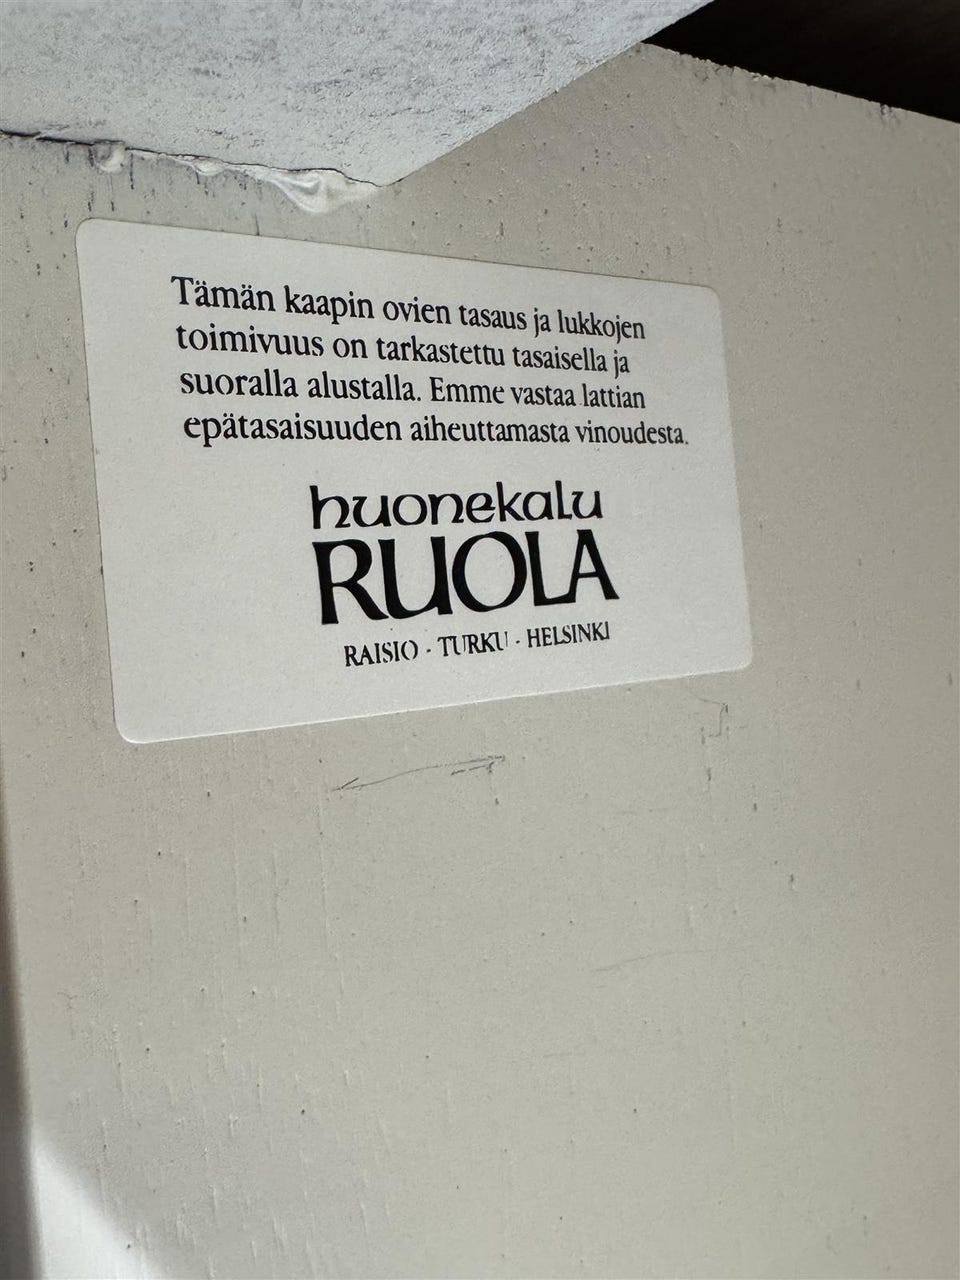 Tämän kaapin ovien tasaus ja lukkojen
toimivuus on tarkastettu tasaisella ja
suoralla alustalla. Emme vastaa lattian
epätasaisuuden aiheuttamasta vinoudesta.
huonekalu
RUOLA
RAISIO - TURKU - HELSINKI